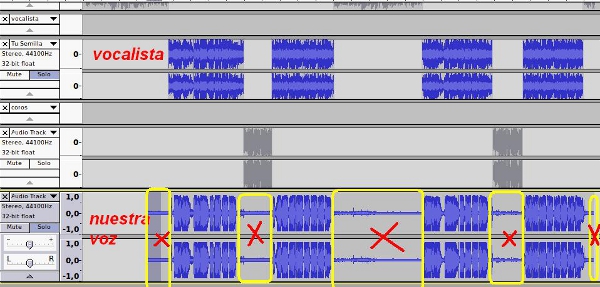 vocalista
Tu Semilla
Stereo, 44100Hz
32-bit float
Mute Solo
0-
0-
vocalista
coros
Audio Track
Stereo, 44100Hz
32-bit float
Mute Solo
0-
0-
Audio Track
Stereo, 44100Hz
32-bit float
Mute Solo
- +
L R
1,0
0,0-
-1,0
1,0
0,0-
-1,0
nuestra
voz
X
X
X
X
X